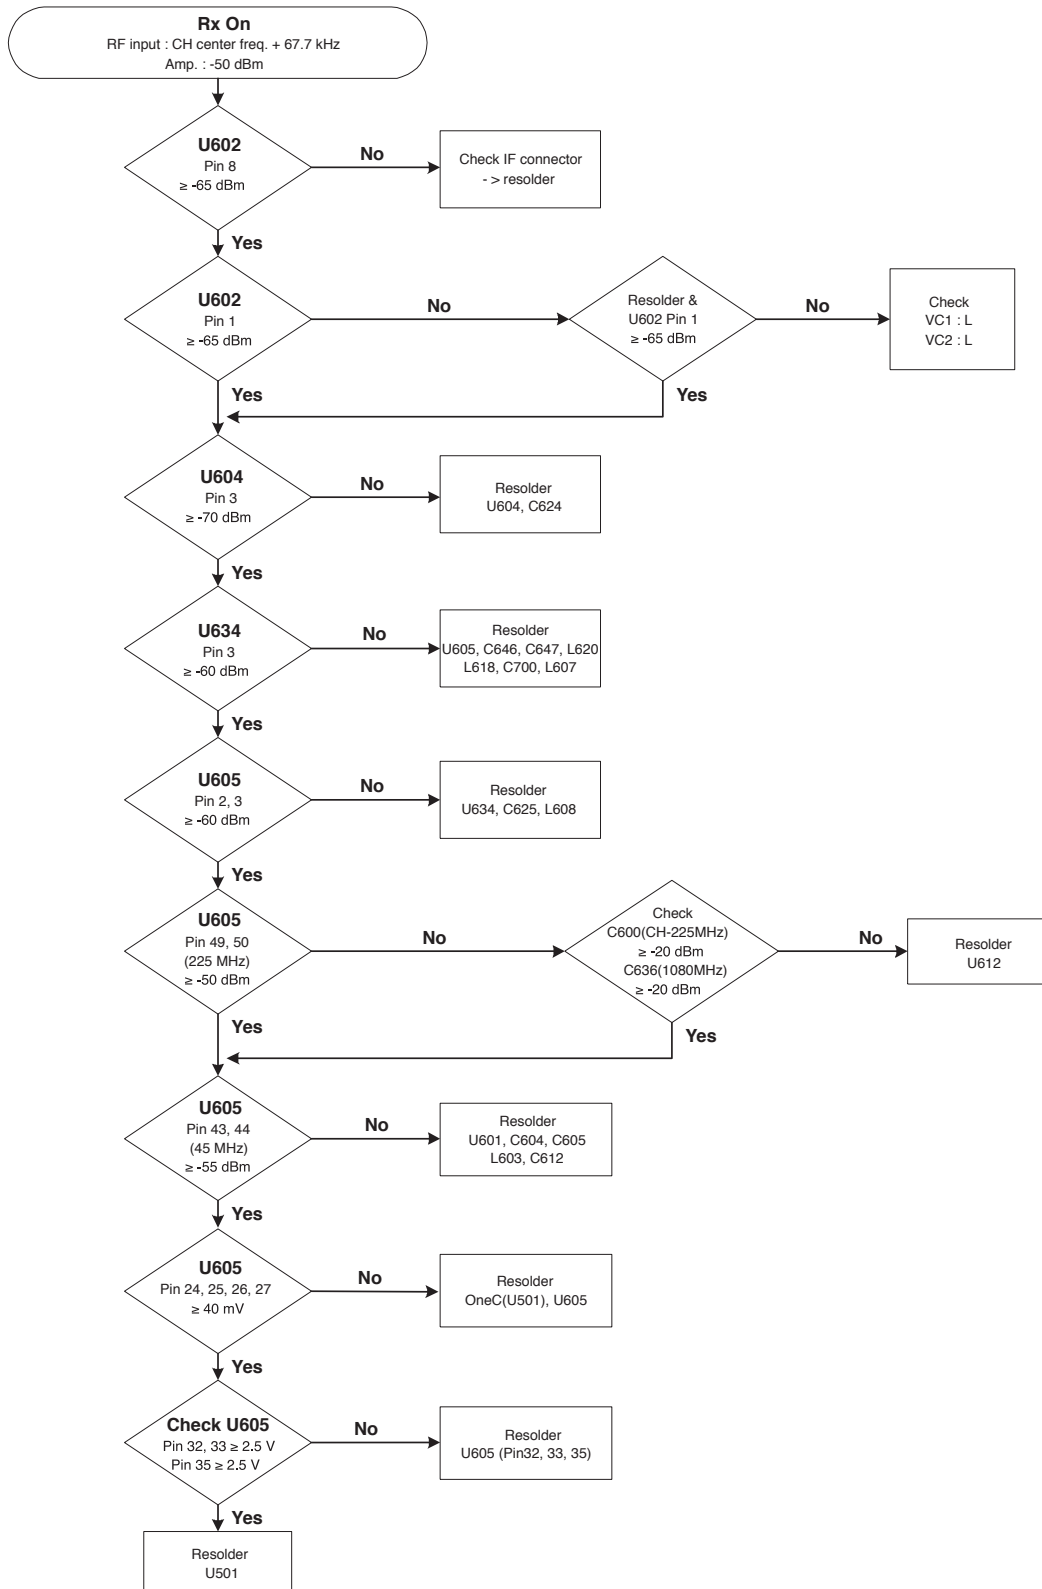 Rx On
RF input : CH center freq. + 67.7 kHz
Amp. : -50 dBm
U602
Pin 8
≥ -65 dBm
No
Check IF connector
- > resolder
Yes
U602
Pin 1
≥ -65 dBm
No
Resolder &
U602 Pin 1
≥ -65 dBm
No
Check
VC1 : L
VC2 : L
Yes
Yes
U604
Pin 3
≥ -70 dBm
No
Resolder
U604, C624
Yes
U634
Pin 3
≥ -60 dBm
No
Resolder
U605, C646, C647, L620
L618, C700, L607
Yes
U605
Pin 2, 3
≥ -60 dBm
No
Resolder
U634, C625, L608
Yes
U605
Pin 49, 50
(225 MHz)
≥ -50 dBm
No
Check
C600(CH-225MHz)
≥ -20 dBm
C636(1080MHz)
≥ -20 dBm
No
Resolder
U612
Yes
Yes
U605
Pin 43, 44
(45 MHz)
≥ -55 dBm
No
Resolder
U601, C604, C605
L603, C612
Yes
U605
Pin 24, 25, 26, 27
≥ 40 mV
No
Resolder
OneC(U501), U605
Yes
Check U605
Pin 32, 33 ≥ 2.5 V
Pin 35 ≥ 2.5 V
No
Resolder
U605 (Pin32, 33, 35)
Yes
Resolder
U501